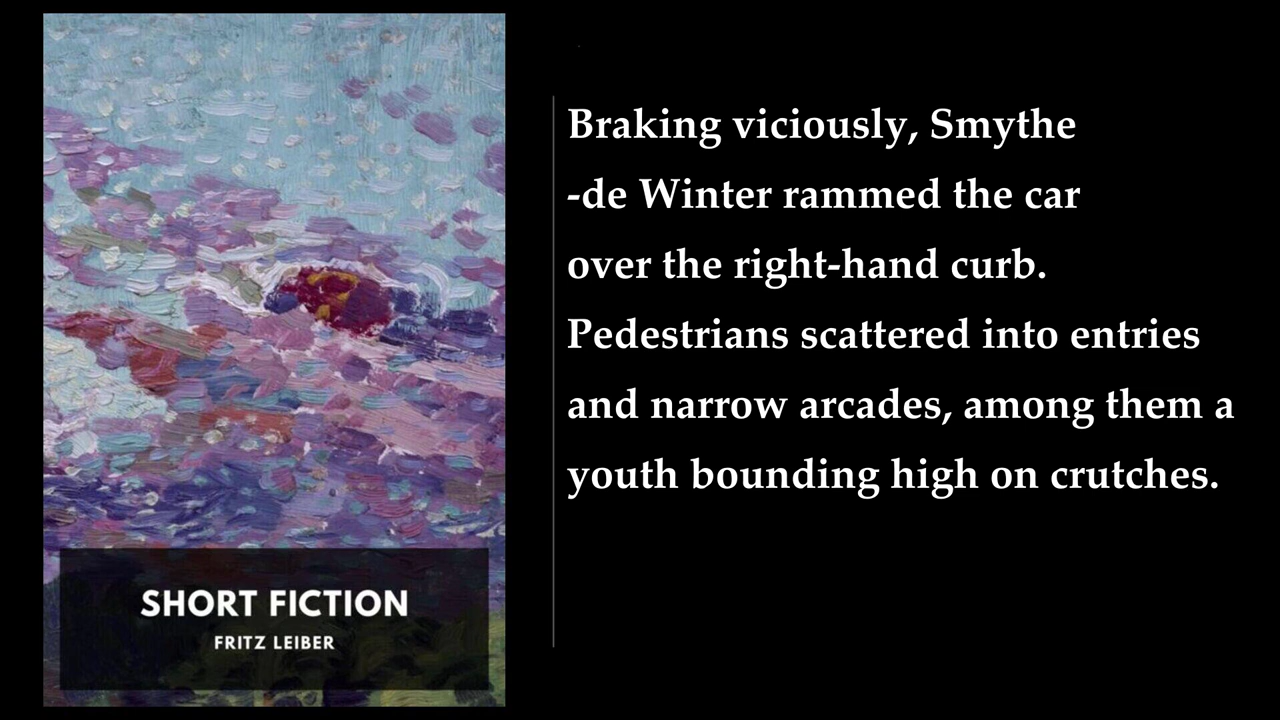 SHORT FICTION
FRITZ LEIBER
Braking viciously, Smythe
-de Winter rammed the car
over the right-hand curb.
Pedestrians scattered into entries
and narrow arcades, among them a
youth bounding high on crutches.